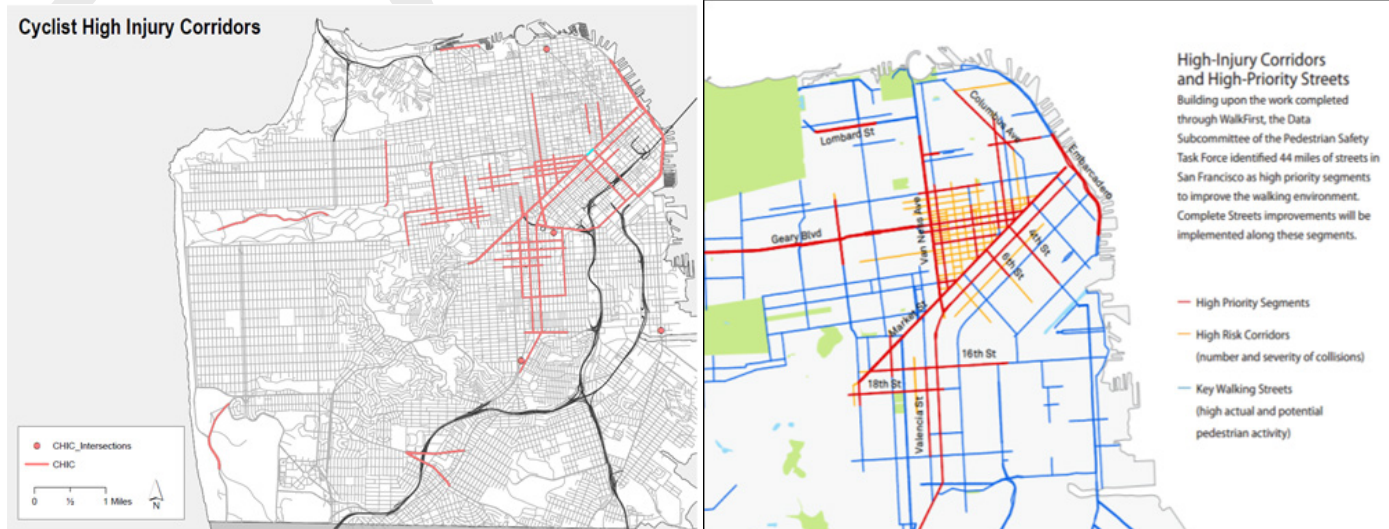 Cyclist High Injury Corridors
CHIC_Intersections
CHIC
0 ½ 1 Miles
N
Lombard St
Columbus Ave
Embarcadero
Van Ness Ave
Geary Blvd
4th St
6th St
Market St
16th St
18th St
Valencia St
High-Injury Corridors
and High-Priority Streets
Building upon the work completed
through WalkFirst, the Data
Subcommittee of the Pedestrian Safety
Task Force identified 44 miles of streets in
San Francisco as high priority segments
to improve the walking environment.
Complete Streets improvements will be
implemented along these segments.
High Priority Segments
High Risk Corridors
(number and severity of collisions)
Key Walking Streets
(high actual and potential
pedestrian activity)